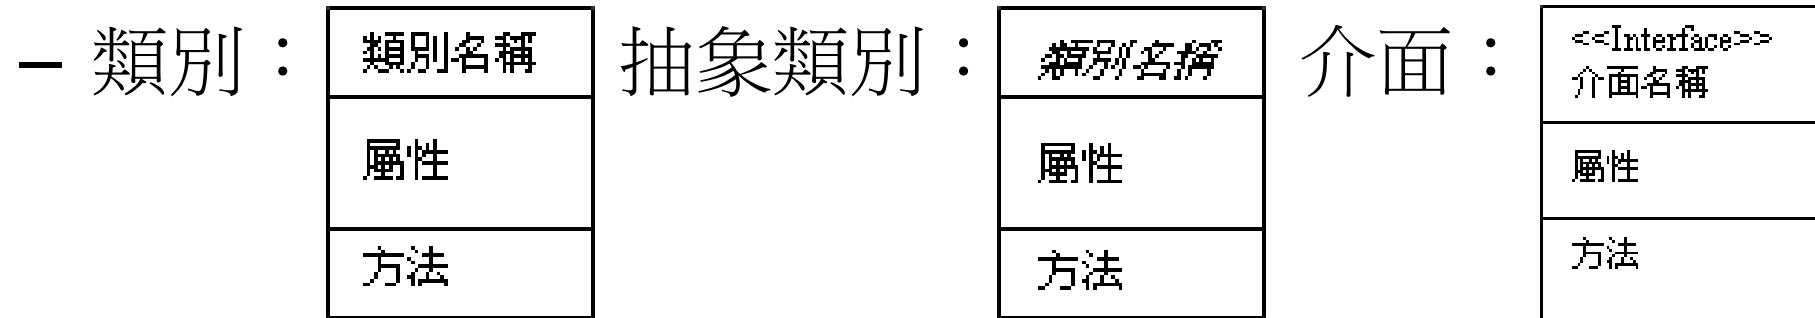 – 類別：
類別名稱
屬性
方法
抽象類別：
類別名稱
屬性
方法
介面：
<<Interface>>
介面名稱
屬性
方法